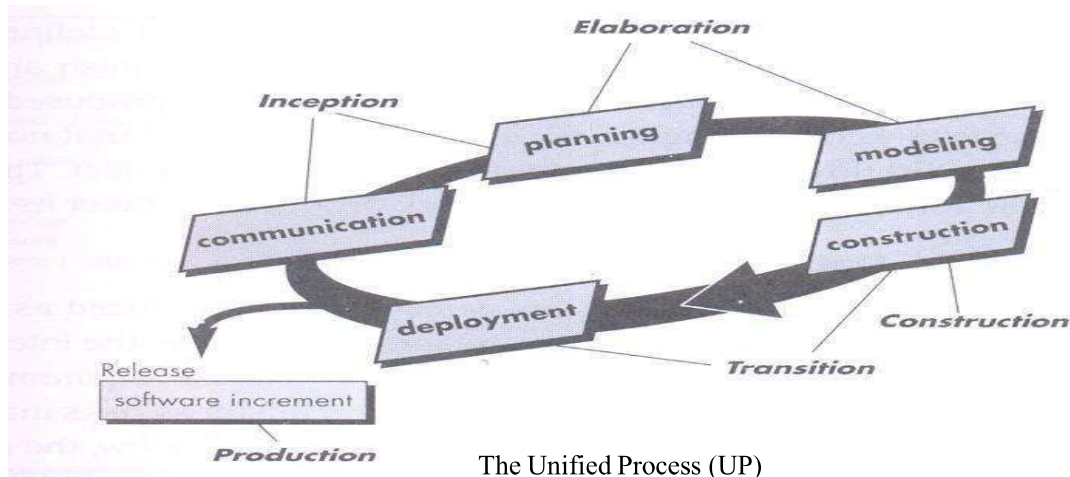 Elaboration
Inception
planning
modeling
communication
construction
deployment
Construction
Transition
Release
software increment
Production
The Unified Process (UP)